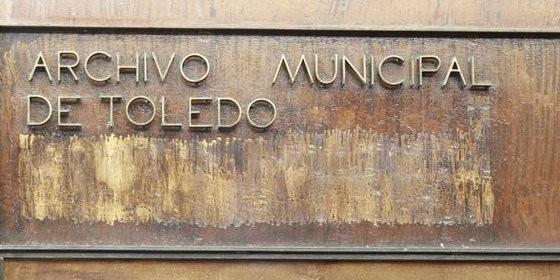 ARCHIVO MUNICIPAL
DE TOLEDO